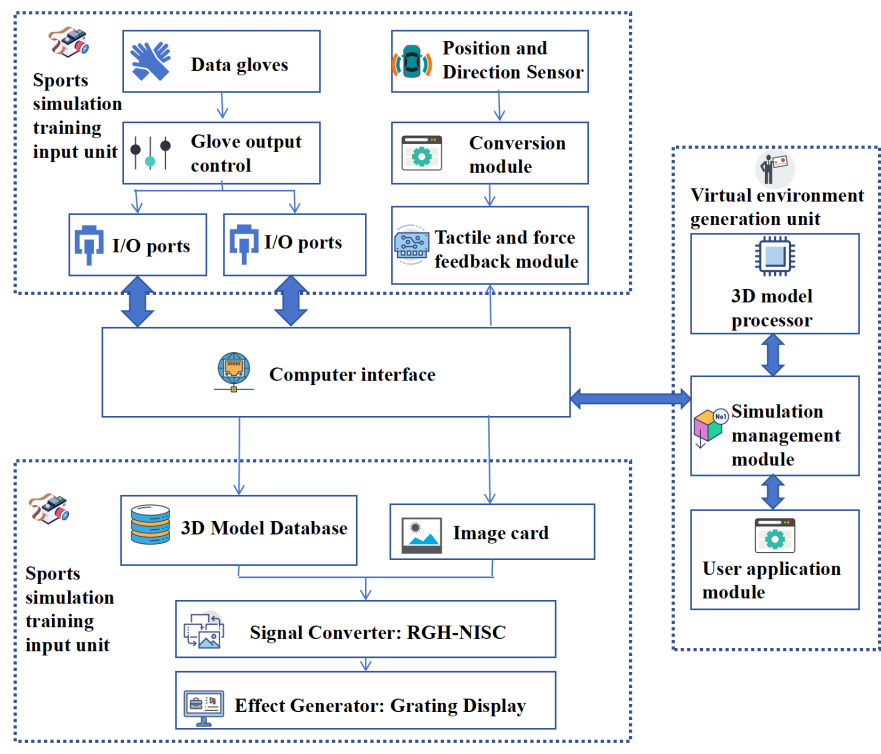 Sports
simulation
training
input unit
Data gloves
Position and
Direction Sensor
Glove output
control
Conversion
module
I/O ports
I/O ports
Tactile and force
feedback module
Computer interface
Virtual environment
generation unit
3D model
processor
No1
Simulation
management
module
User application
module
Sports
simulation
training
input unit
3D Model Database
Image card
Signal Converter: RGH-NISC
Effect Generator: Grating Display